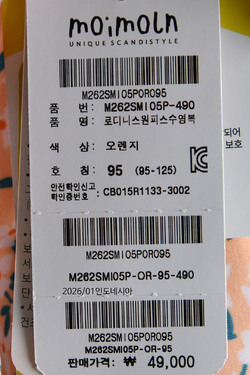 moimoln
UNIQUE SCANDISTYLE
M262SMI05POR095
품 번: M262SMI05P-490
품 명: 로디니스원피스수영복
색 상: 오렌지
호 칭: 95 (95-125)
안전확인신고
확인증번호 : CB015R1133-3002
M262SMI05POR095
M262SMI05P-OR-95-490
2026/01인도네시아
M262SMI05POR095
M262SMI05P-OR-95
판매가격: ₩ 49,000
되어
보호